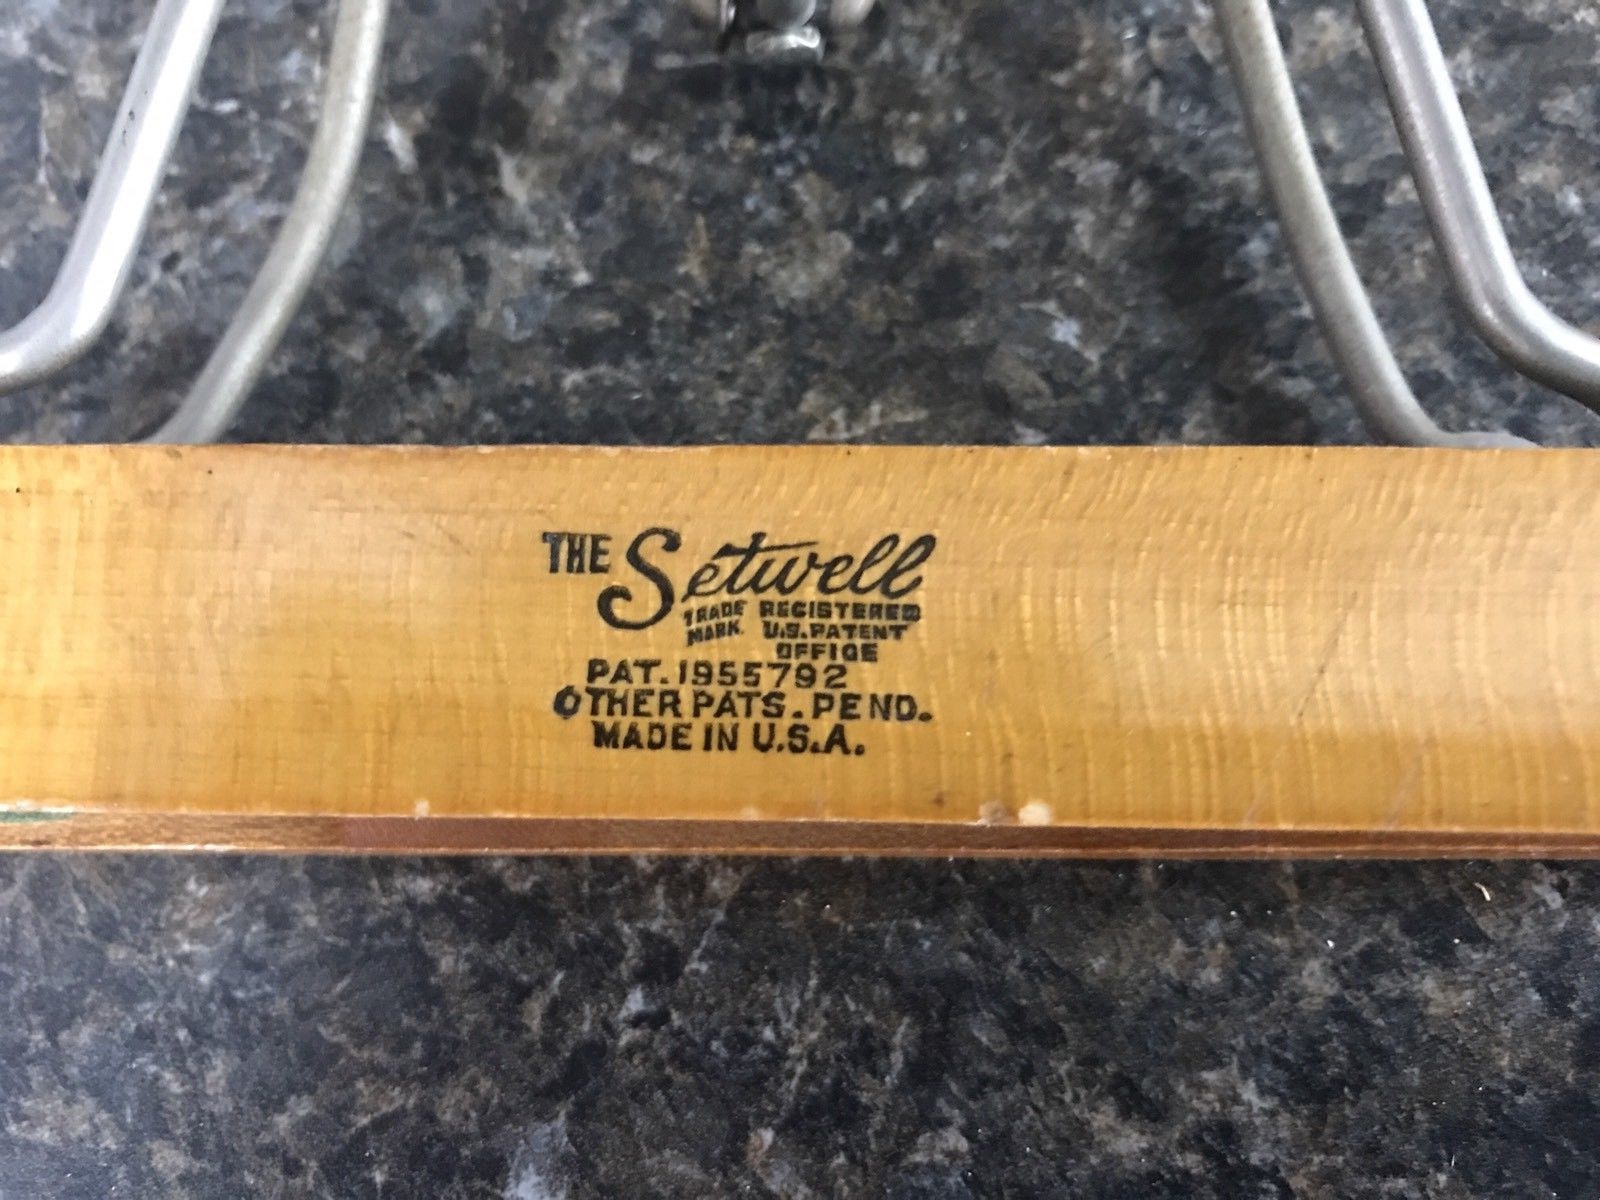 THE Setwell
TRADE REGISTERED
MARK. U.S. PATENT
OFFICE
PAT. 1955792
OTHER PATS. PEND.
MADE IN U.S.A.